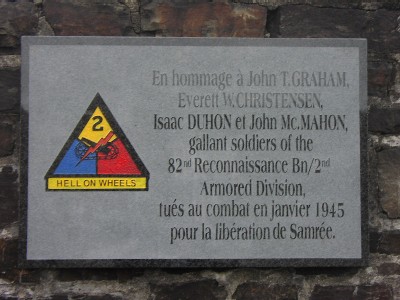 2
HELL ON WHEELS
En hommage à John T.GRAHAM,
Everett W.CHRISTENSEN,
Isaac DUHON et John Mc.MAHON,
gallant soldiers of the
82nd Reconnaissance Bn/2nd
Armored Division,
tués au combat en janvier 1945
pour la libération de Samrée.